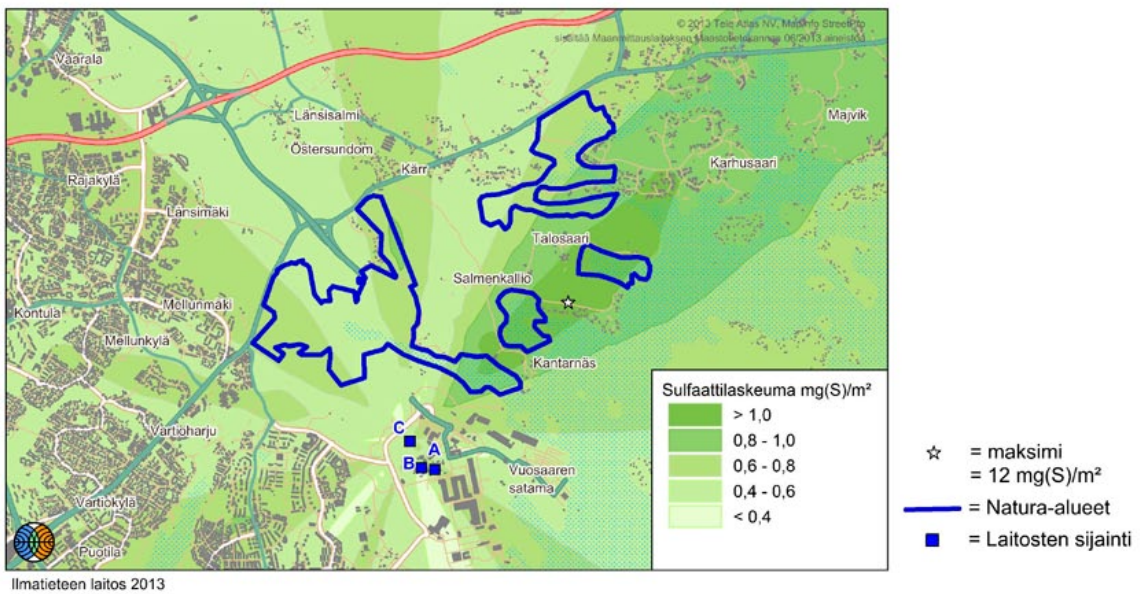 © 2013 Tele Atlas NV, MapInfo StreetPro
sisältää Maanmittauslaitoksen Maastotietokannan 06/2013 aineistoa
Vaarala
Länsisalmi
Majvik
Östersundom
Karhusaari
Kärr
Rajakylä
Länsimäki
Talosaari
Salmenkallio
Mellunmäki
Kontula
Mellunkylä
Kantarnäs
Sulfaattilaskeuma mg(S)/m²
> 1,0
0,8 - 1,0
0,6 - 0,8
0,4 - 0,6
< 0,4
Vartioharju
C
A
B
Vuosaaren
satama
Vartiokylä
Puotila
= maksimi
= 12 mg(S)/m²
= Natura-alueet
= Laitosten sijainti
Ilmatieteen laitos 2013